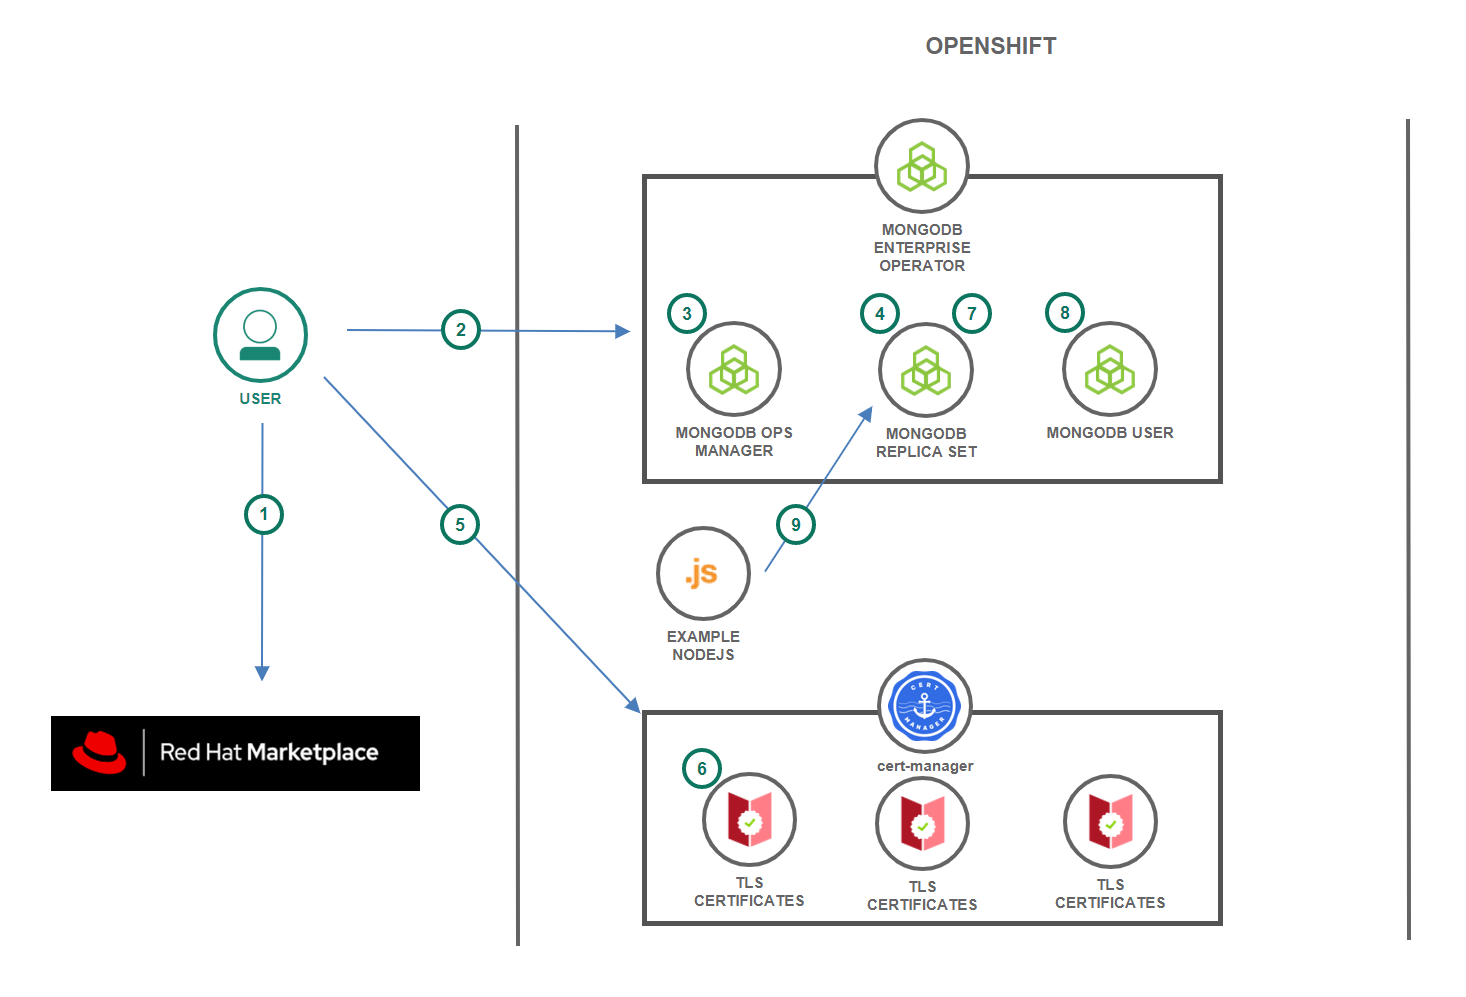 OPENSHIFT
MONGODB
ENTERPRISE
OPERATOR
3
4
7
8
2
USER
MONGODB OPS
MANAGER
MONGODB
REPLICA SET
MONGODB USER
1
5
9
.js
EXAMPLE
NODEJS
CERT
MANAGER
Red Hat Marketplace
cert-manager
6
TLS
CERTIFICATES
TLS
CERTIFICATES
TLS
CERTIFICATES